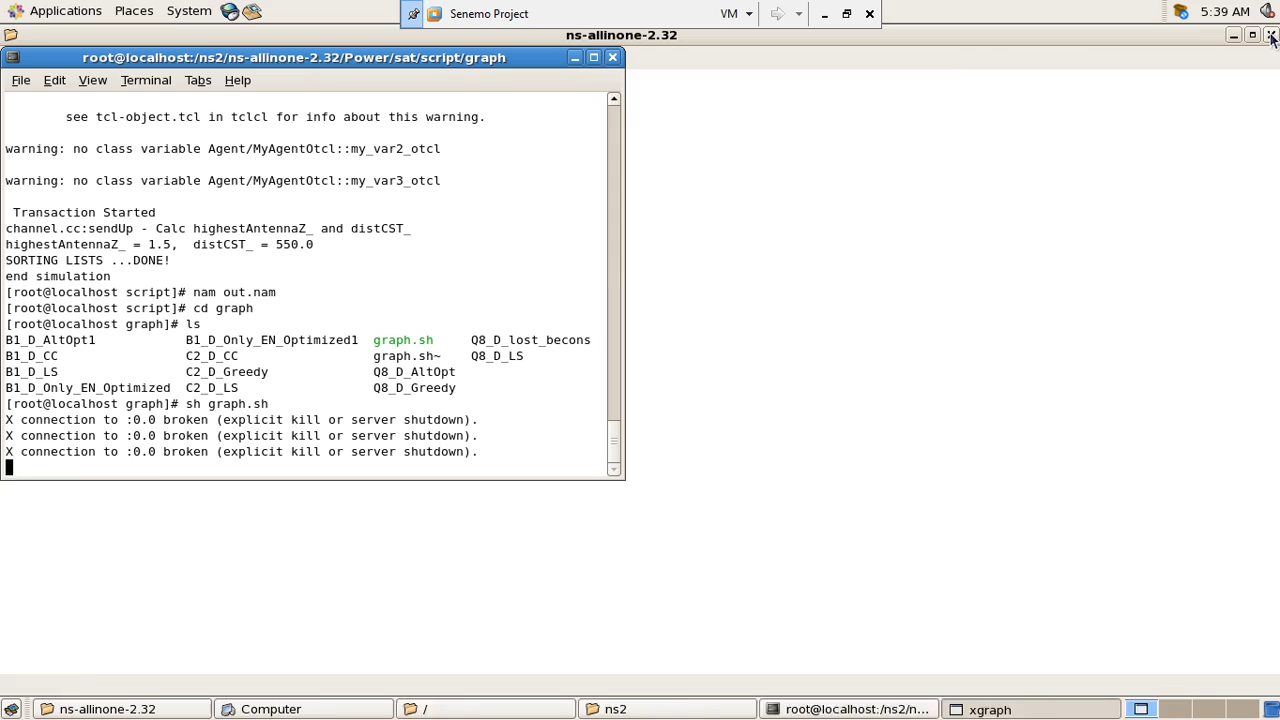 Applications Places System
Senemo Project VM
5:39 AM
ns-allinone-2.32
root@localhost:/ns2/ns-allinone-2.32/Power/sat/script/graph
File Edit View Terminal Tabs Help
see tcl-object.tcl in tclcl for info about this warning.
warning: no class variable Agent/MyAgentOtcl::my_var2_otcl
warning: no class variable Agent/MyAgentOtcl::my_var3_otcl
Transaction Started
channel.cc:sendUp - Calc highestAntennaZ_ and distCST_
highestAntennaZ_ = 1.5, distCST_ = 550.0
SORTING LISTS ...DONE!
end simulation
[root@localhost script]# nam out.nam
[root@localhost script]# cd graph
[root@localhost graph]# ls
B1_D_AltOpt1 B1_D_Only_EN_Optimized1 graph.sh Q8_D_lost_becons
B1_D_CC C2_D_CC graph.sh~ Q8_D_LS
B1_D_LS C2_D_Greedy Q8_D_AltOpt
B1_D_Only_EN_Optimized C2_D_LS Q8_D_Greedy
[root@localhost graph]# sh graph.sh
X connection to :0.0 broken (explicit kill or server shutdown).
X connection to :0.0 broken (explicit kill or server shutdown).
X connection to :0.0 broken (explicit kill or server shutdown).
ns-allinone-2.32 Computer / ns2 root@localhost:/ns2/n... xgraph